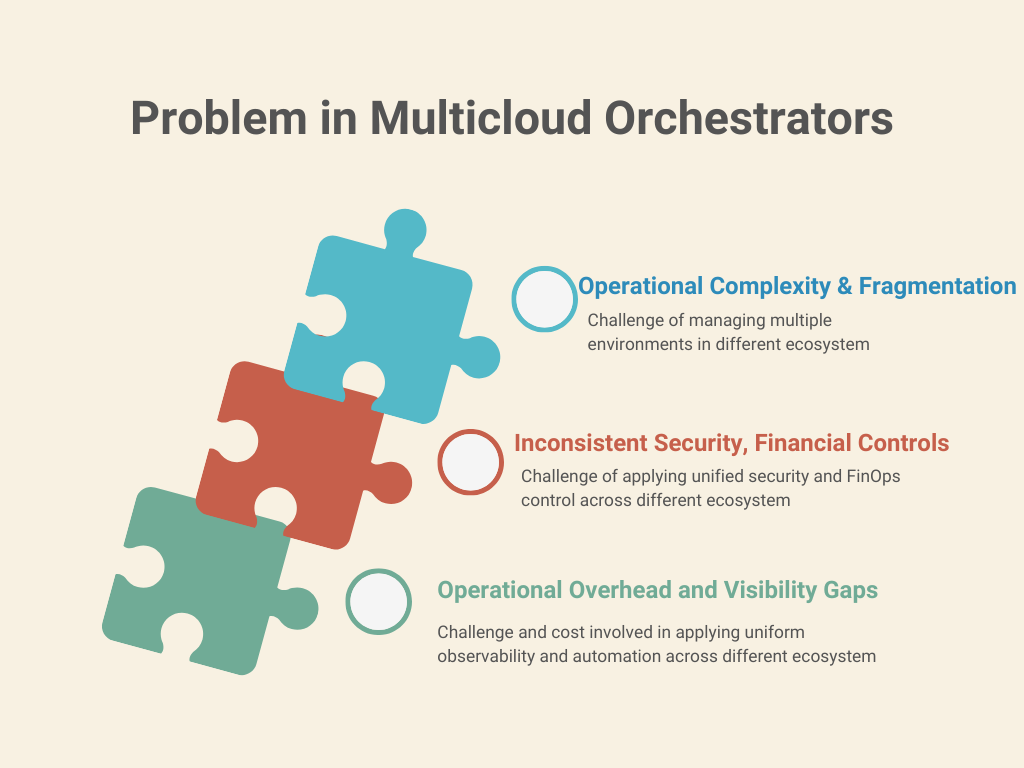 Problem in Multicloud Orchestrators
Operational Complexity & Fragmentation
Challenge of managing multiple
environments in different ecosystem
Inconsistent Security, Financial Controls
Challenge of applying unified security and FinOps
control across different ecosystem
Operational Overhead and Visibility Gaps
Challenge and cost involved in applying uniform
observability and automation across different ecosystem